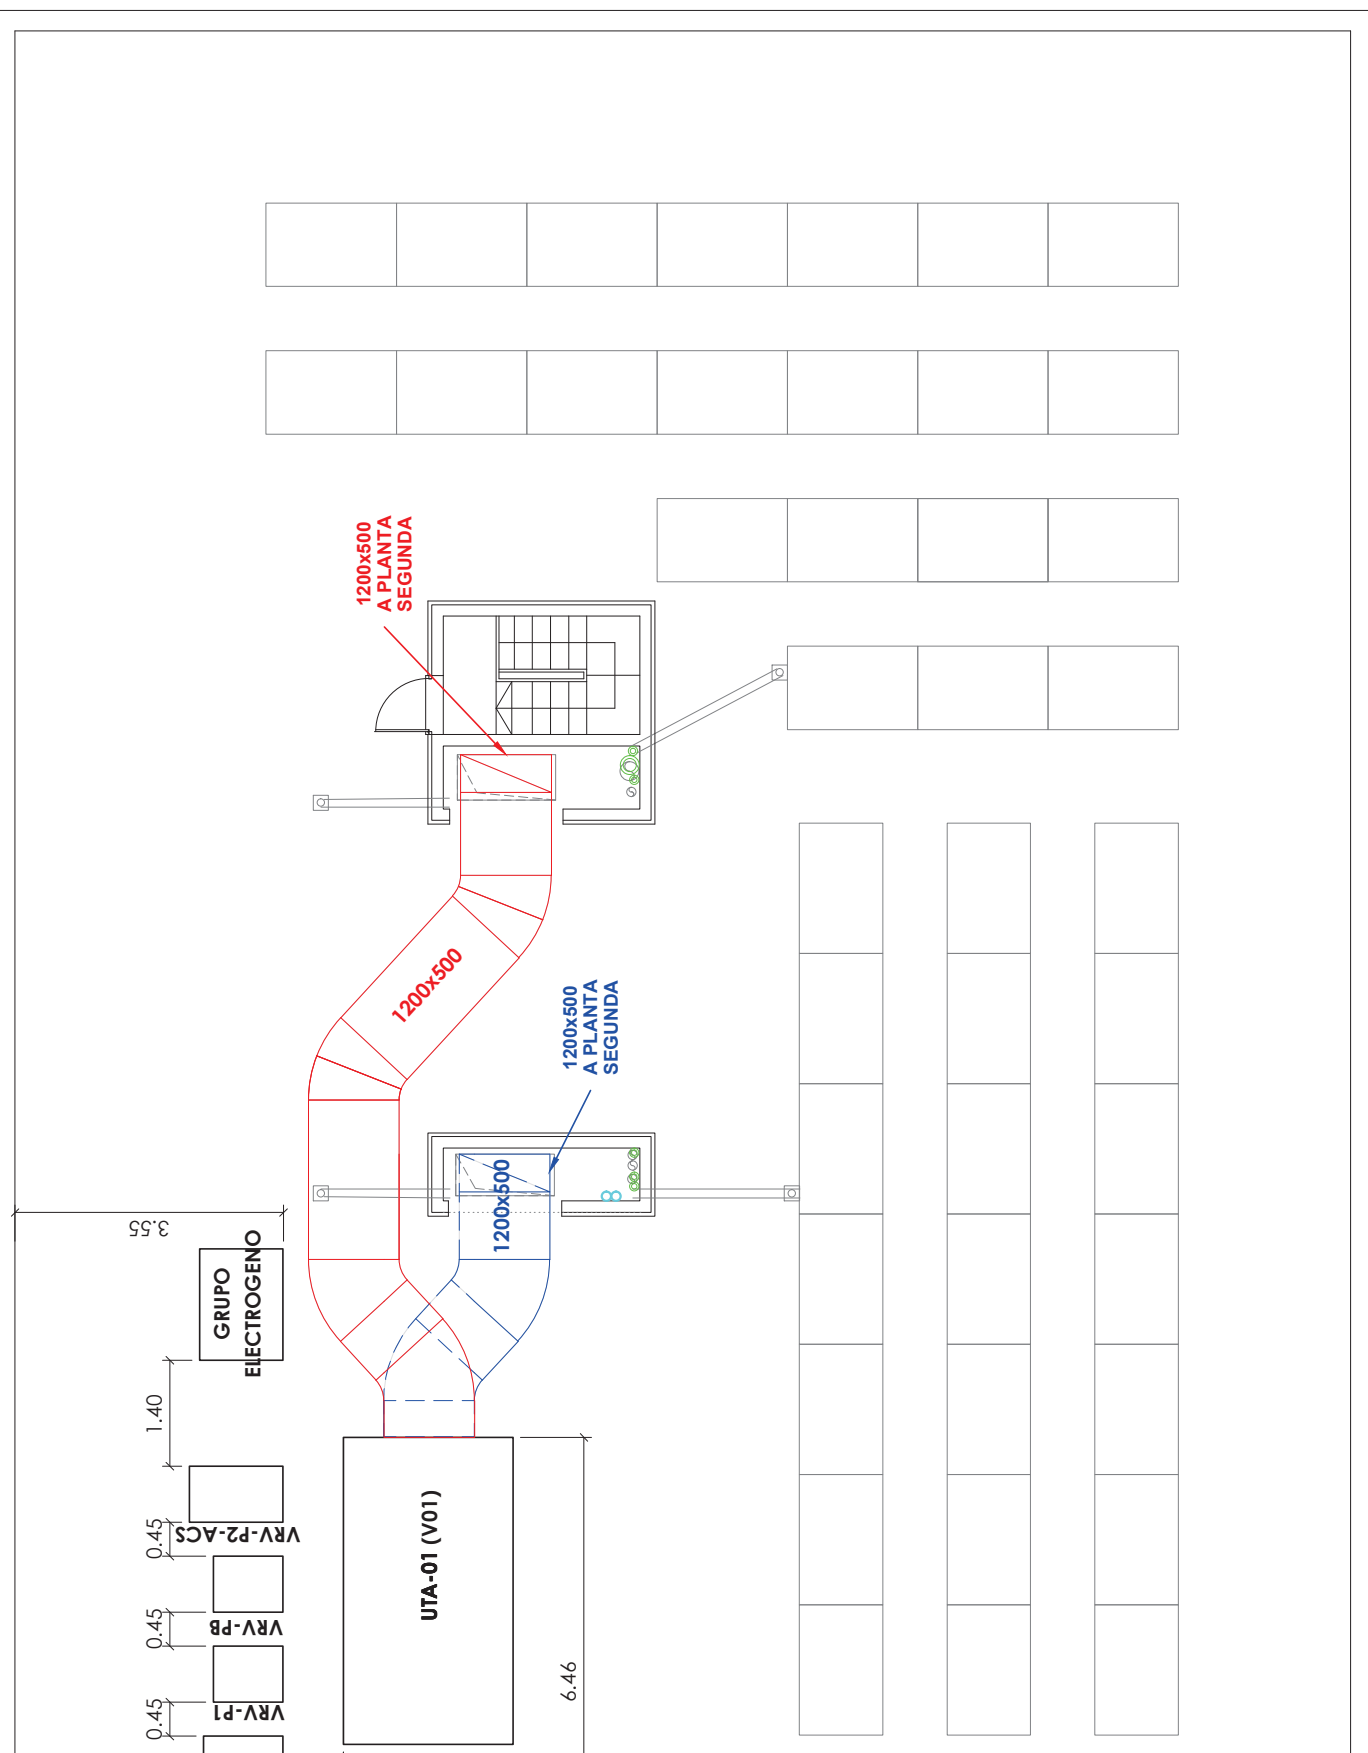 1200x500
A PLANTA
SEGUNDA
1200x500
1200x500
A PLANTA
SEGUNDA
1200x500
3.55
GRUPO
ELECTROGENO
1.40
VRV-P2-ACS
0.45
VRV-PB
0.45
VRV-P1
0.45
UTA-01 (V01)
6.46